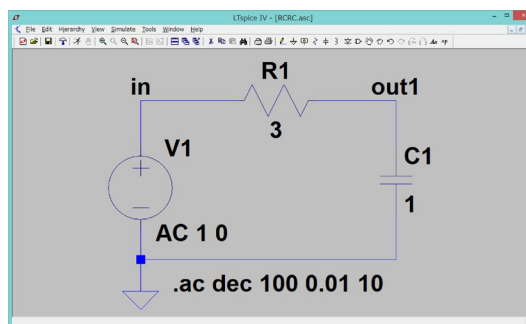 LTspice IV - [RCRC.asc]
File Edit Hierarchy View Simulate Tools Window Help
R1
in
out1
3
V1
C1
1
AC 1 0
.ac dec 100 0.01 10